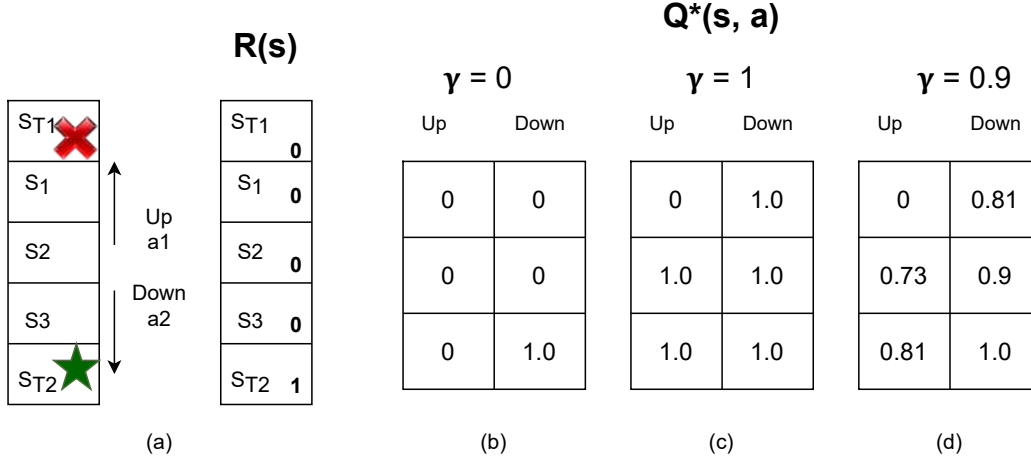 Q*(s, a)
R(s)
γ = 0 γ = 1 γ = 0.9
Up Down Up Down Up Down
ST1 ST1 0
S1 S1 0 0 0 0 1.0 0 0.81
Up
a1
S2 S2 0 0 0 1.0 1.0 0.73 0.9
Down
a2
S3 S3 0 0 1.0 1.0 1.0 0.81 1.0
ST2 ST2 1
(a) (b) (c) (d)